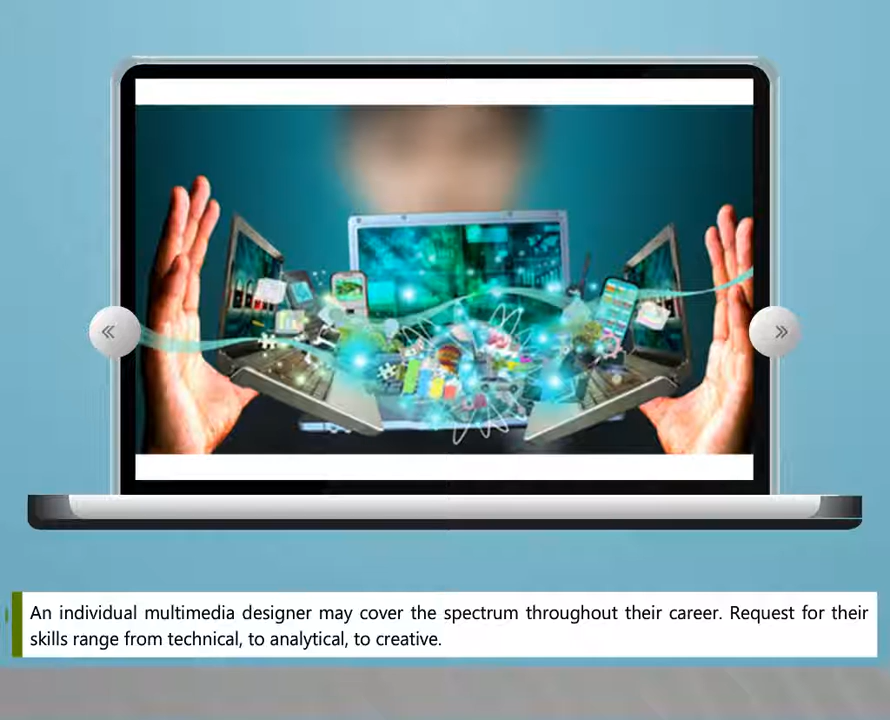 An individual multimedia designer may cover the spectrum throughout their career. Request for their
skills range from technical, to analytical, to creative.